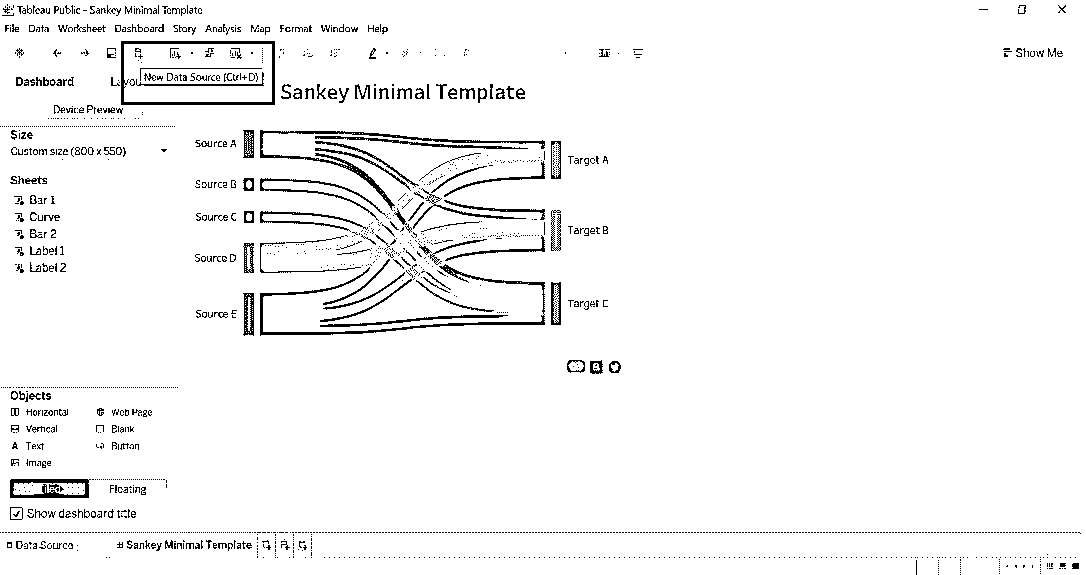 Tableau Public - Sankey Minimal Template
File Data Worksheet Dashboard Story Analysis Map Format Window Help
Show Me
Dashboard
New Data Source (Ctrl+D)
Device Preview
Sankey Minimal Template
Size
Custom size (800 x 550)
Sheets
Bar 1
Curve
Bar 2
Label 1
Label 2
Source A
Source B
Source C
Source D
Source E
Target A
Target B
Target C
Objects
Horizontal Web Page
Vertical Blank
A Text Button
Image
Tiled Floating
Show dashboard title
Data Source Sankey Minimal Template